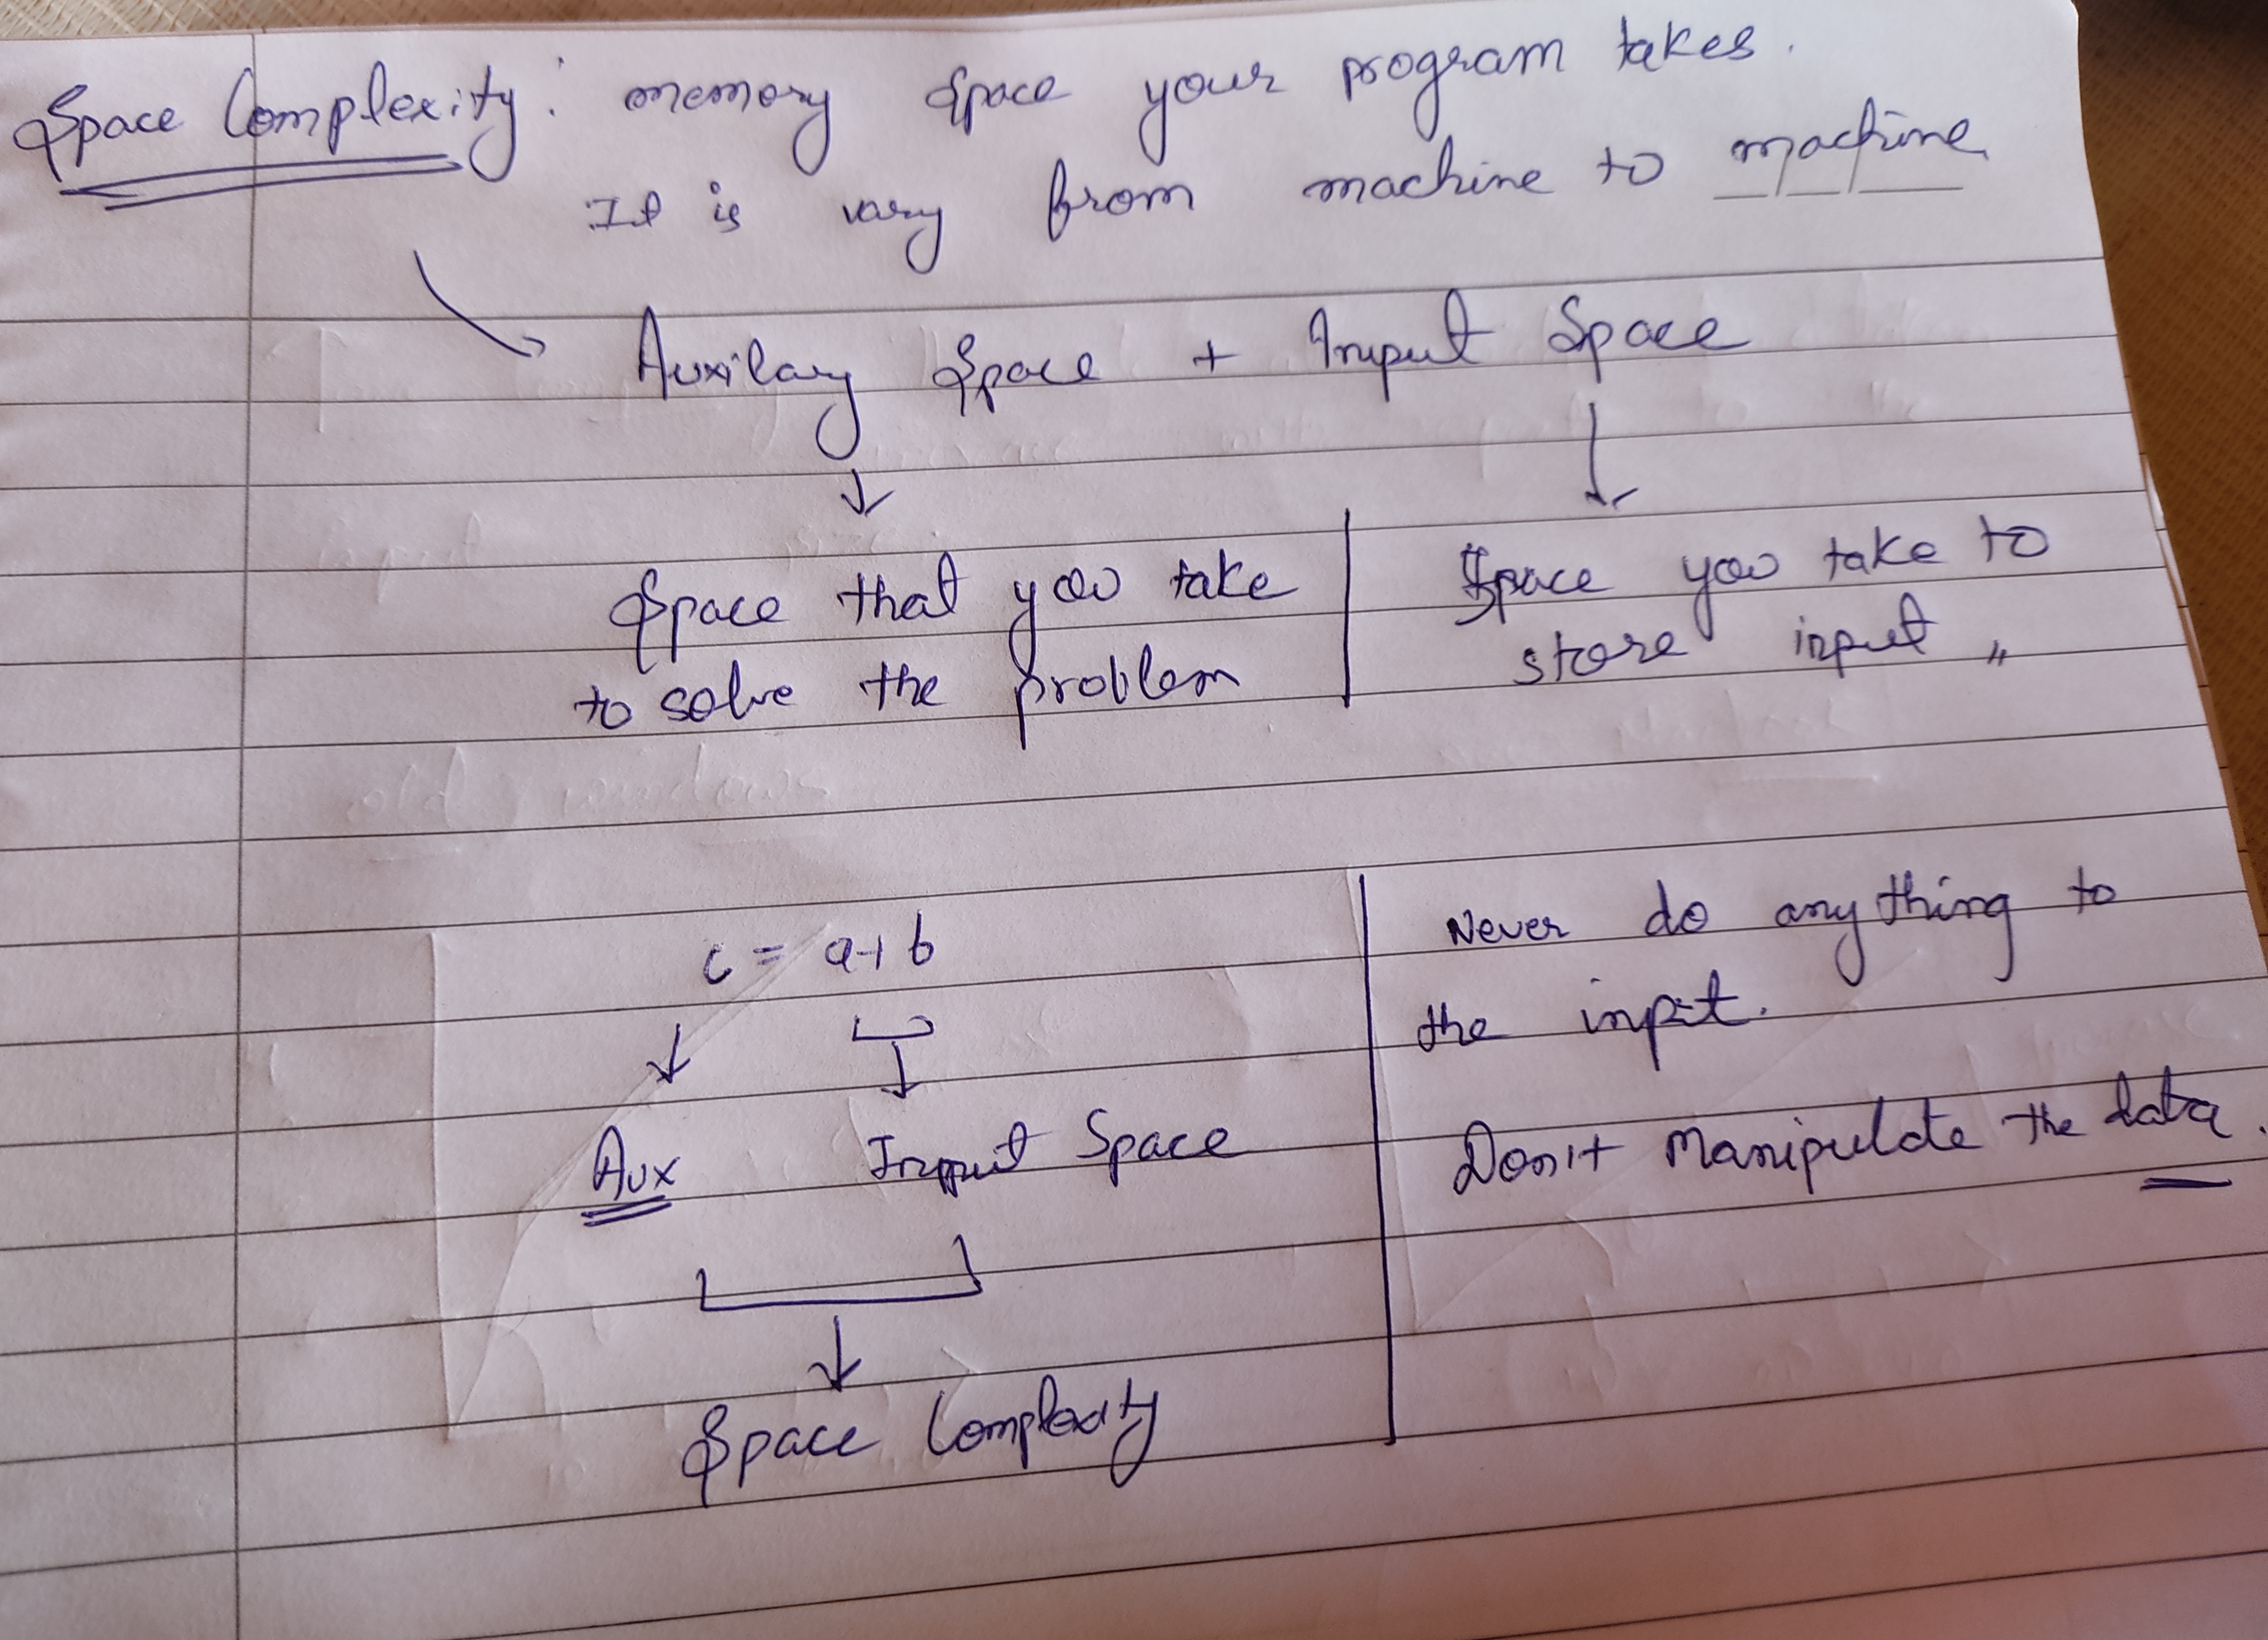 Space Complexity: memory space your program takes.
It is vary from machine to machine
Auxilary Space + Input Space
Space that you take
to solve the problem
Space you take to
store input "
c = a+b
Aux Input Space
Space Complexity
Never do anything to
the input.
Don't Manipulate the data.